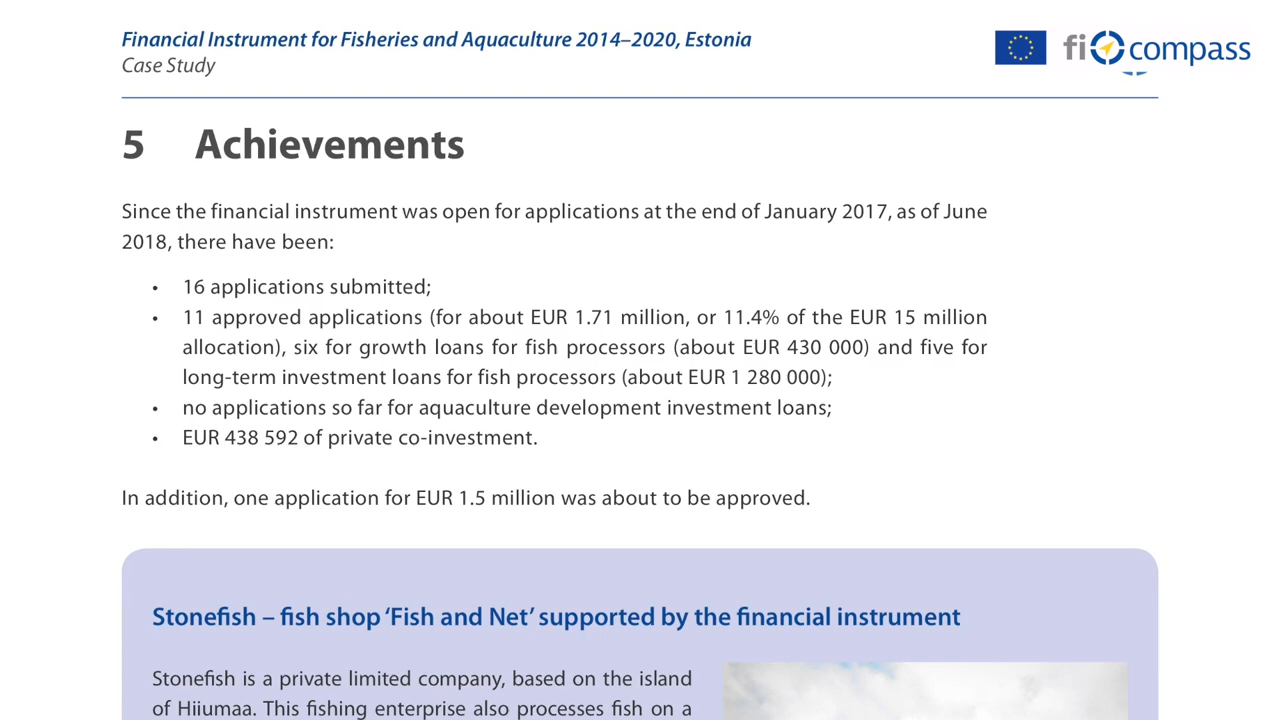 Financial Instrument for Fisheries and Aquaculture 2014–2020, Estonia
Case Study
fi compass
5 Achievements
Since the financial instrument was open for applications at the end of January 2017, as of June
2018, there have been:
• 16 applications submitted;
• 11 approved applications (for about EUR 1.71 million, or 11.4% of the EUR 15 million
allocation), six for growth loans for fish processors (about EUR 430 000) and five for
long-term investment loans for fish processors (about EUR 1 280 000);
• no applications so far for aquaculture development investment loans;
• EUR 438 592 of private co-investment.
In addition, one application for EUR 1.5 million was about to be approved.
Stonefish – fish shop ‘Fish and Net’ supported by the financial instrument
Stonefish is a private limited company, based on the island
of Hiiumaa. This fishing enterprise also processes fish on a